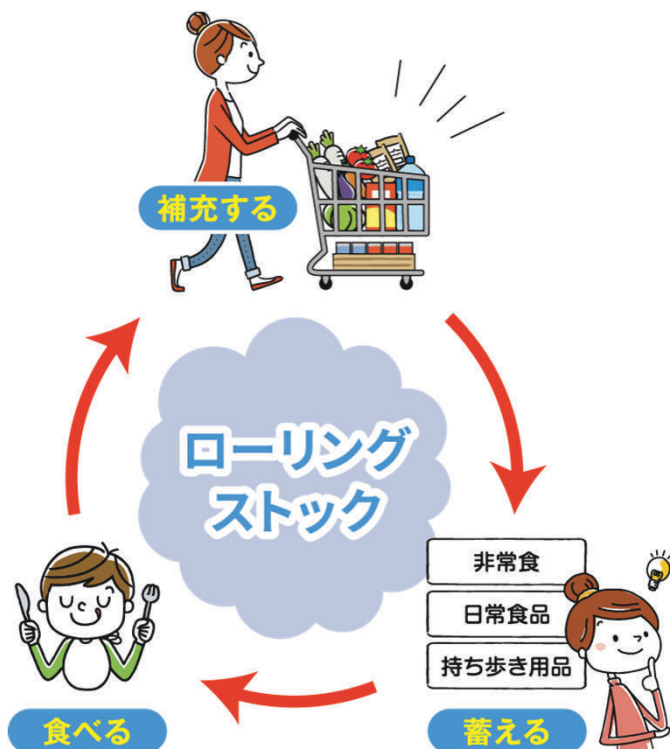 補充する
ローリング
ストック
非常食
日常食品
持ち歩き用品
食べる
蓄える